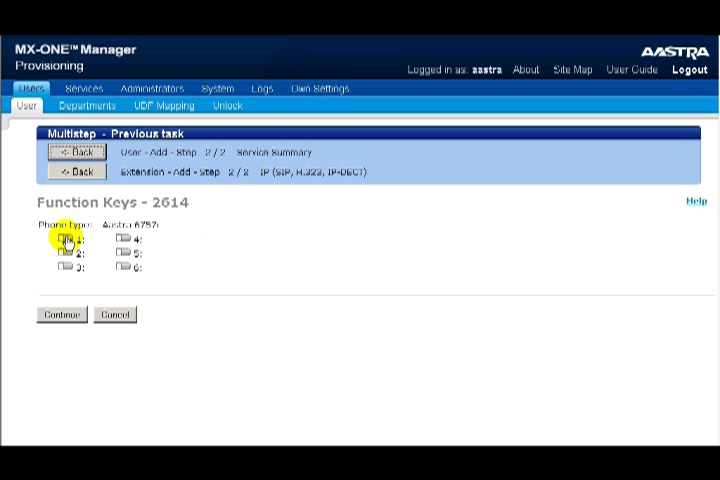 MX-ONE™ Manager
Provisioning
AASTRA
Logged in as: aastra About Site Map User Guide Logout
Users Services Administrators System Logs Own Settings
User Departments UDF Mapping Unlock
Multistep - Previous task
<- Back User - Add - Step 2 / 2 Service Summary
<- Back Extension - Add - Step 2 / 2 IP (SIP, H.323, IP-DECT)
Function Keys - 2614
Help
Phone type: Aastra 6757i
1: 4:
2: 5:
3: 6:
Continue Cancel